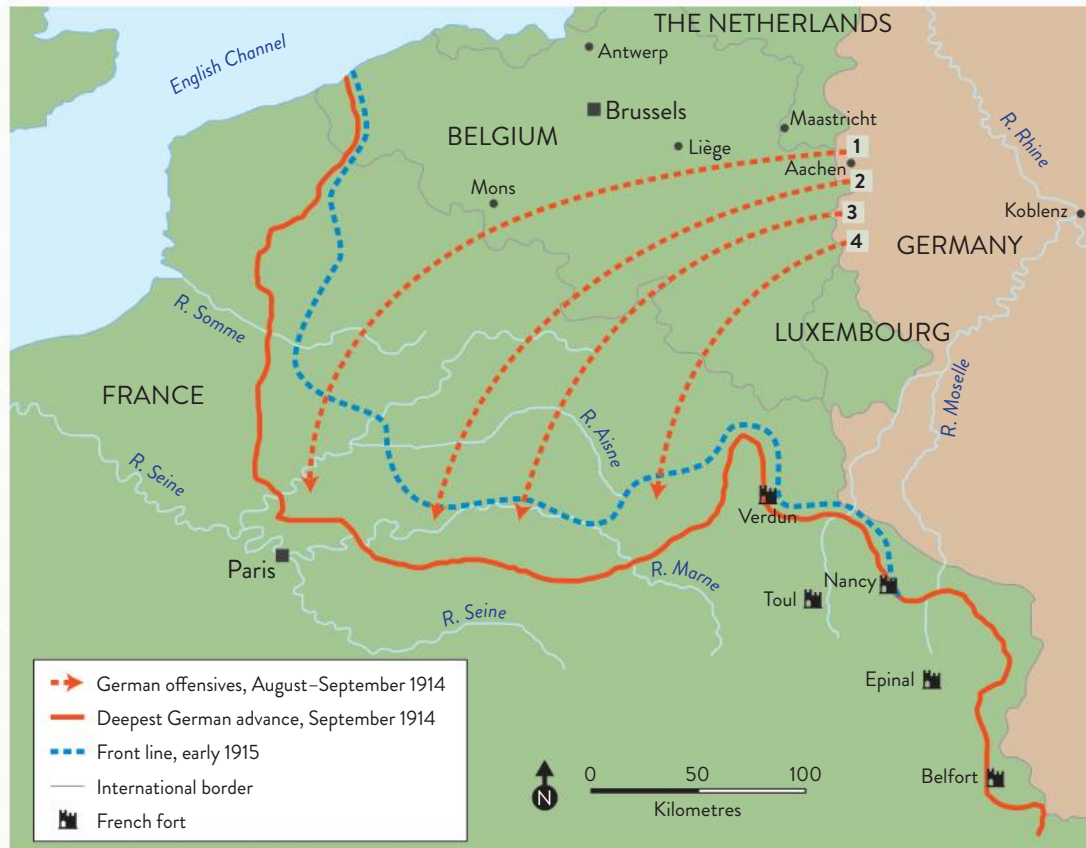 THE NETHERLANDS
English Channel
Antwerp
Brussels
Maastricht
R. Rhine
BELGIUM
Liège
1
Aachen
2
Mons
3
Koblenz
4
GERMANY
R. Somme
LUXEMBOURG
FRANCE
R. Moselle
R. Aisne
R. Seine
Verdun
Paris
R. Marne
Nancy
Toul
R. Seine
Epinal
Belfort
German offensives, August–September 1914
Deepest German advance, September 1914
Front line, early 1915
International border
French fort
N
0 50 100
Kilometres